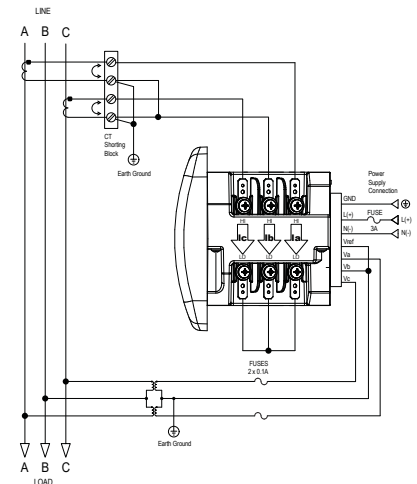 LINE
A B C
CT
Shorting
Block
Earth Ground
Power
Supply
Connection
GND
L(+)
FUSE
L(+)
N(-)
3A
N(-)
Vref
Va
Vb
Vc
HI HI HI
Ic Ib Ia
LO LO LO
FUSES
2 x 0.1A
Earth Ground
A B C
LOAD